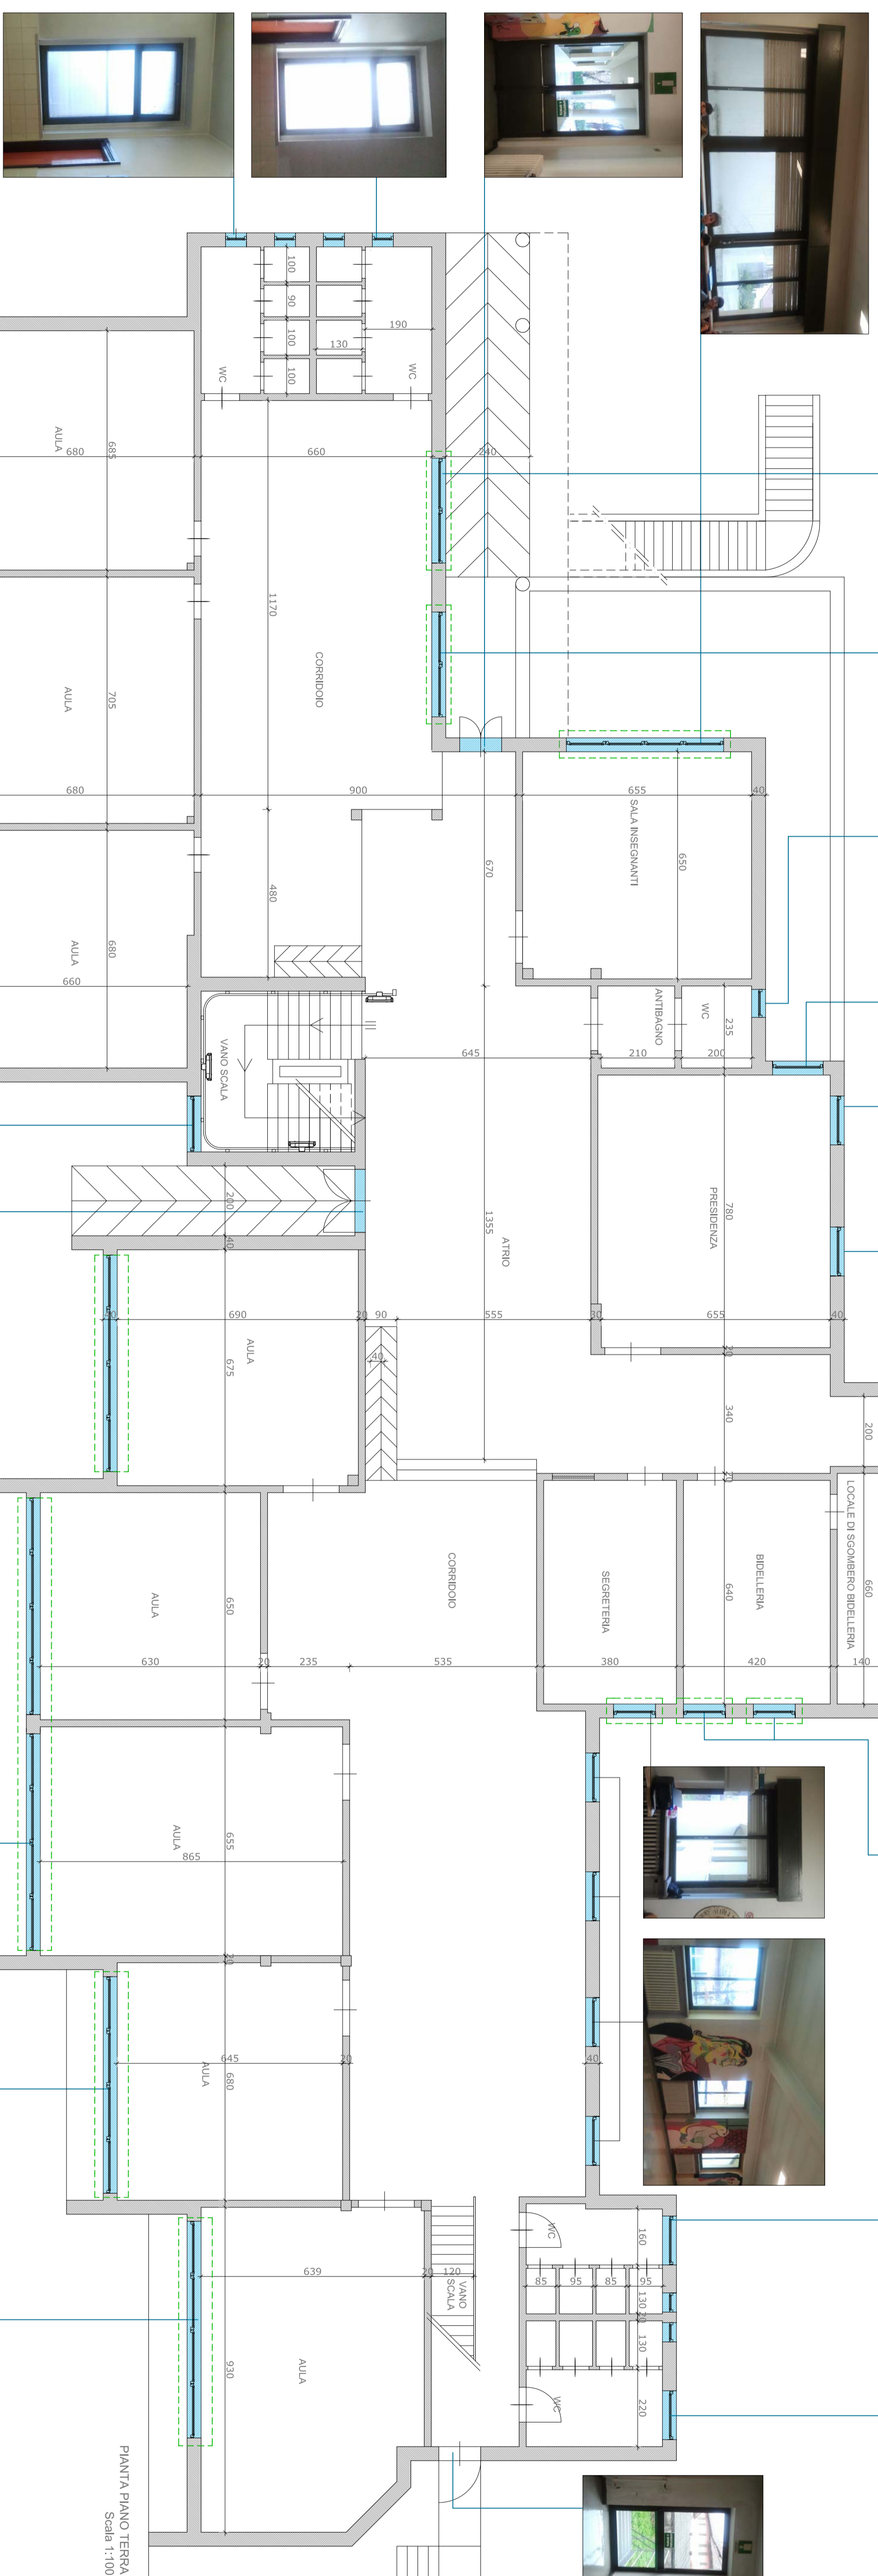 100
90
100
100
190
130
WC
WC
AULA
685
680
660
240
1170
CORRIDOIO
AULA
705
680
900
655
40
SALA INSEGNANTI
650
670
480
AULA
680
660
ANTIBAGNO
WC
235
645
210
200
VANO SCALA
200
40
PRESIDENZA
780
1355
ATRIO
40
690
20
90
555
30
655
40
AULA
675
40
20
340
200
20
LOCALE DI SGOMBERO BIDELLERIA
660
CORRIDOIO
SEGRETERIA
BIDELLERIA
640
AULA
650
630
20
235
535
380
420
140
AULA
655
865
20
645
20
AULA
680
40
WC
160
85
95
85
95
130
20
130
639
20
120
VANO
SCALA
AULA
930
WC
220
PIANTA PIANO TERRA
Scala 1:100